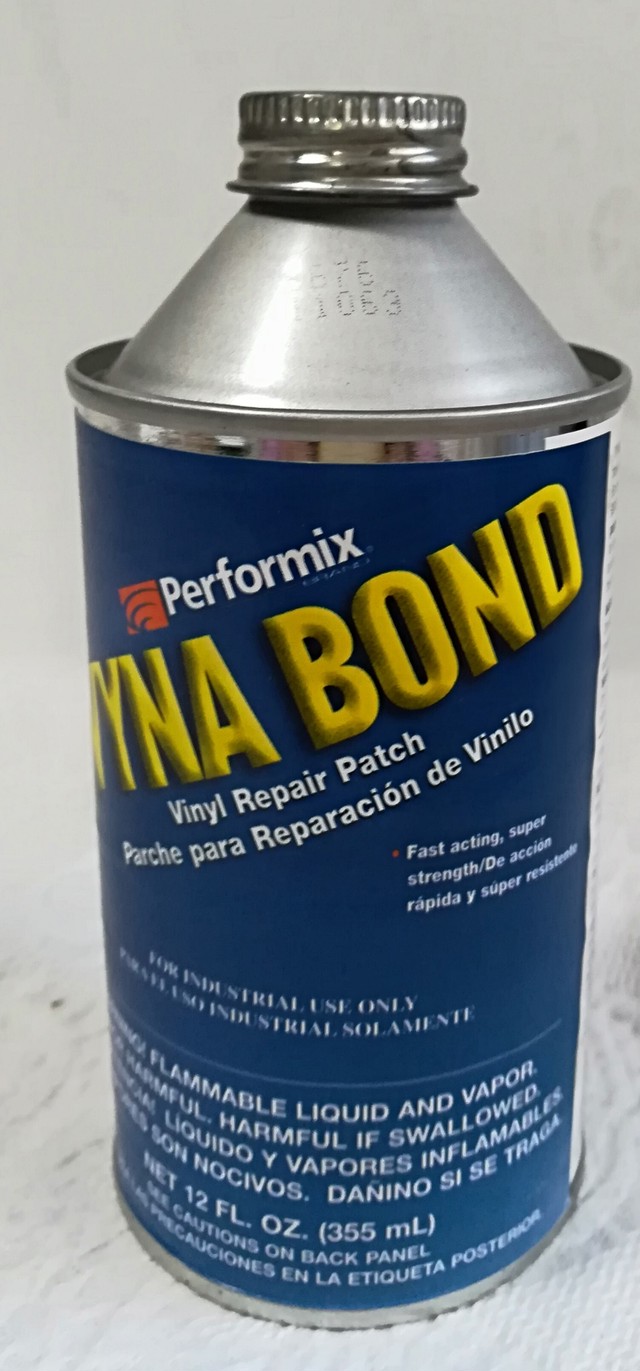 Performix
BRAND
YNA BOND
Vinyl Repair Patch
Parche para Reparación de Vinilo
• Fast acting, super
strength/De acción
rápida y súper resistente
FOR INDUSTRIAL USE ONLY
PARA EL USO INDUSTRIAL SOLAMENTE
FLAMMABLE LIQUID AND VAPOR.
HARMFUL. HARMFUL IF SWALLOWED.
LÍQUIDO Y VAPORES INFLAMABLES.
SON NOCIVOS. DAÑINO SI SE TRAGA.
NET 12 FL. OZ. (355 mL)
SEE CAUTIONS ON BACK PANEL
PRECAUCIONES EN LA ETIQUETA POSTERIOR.